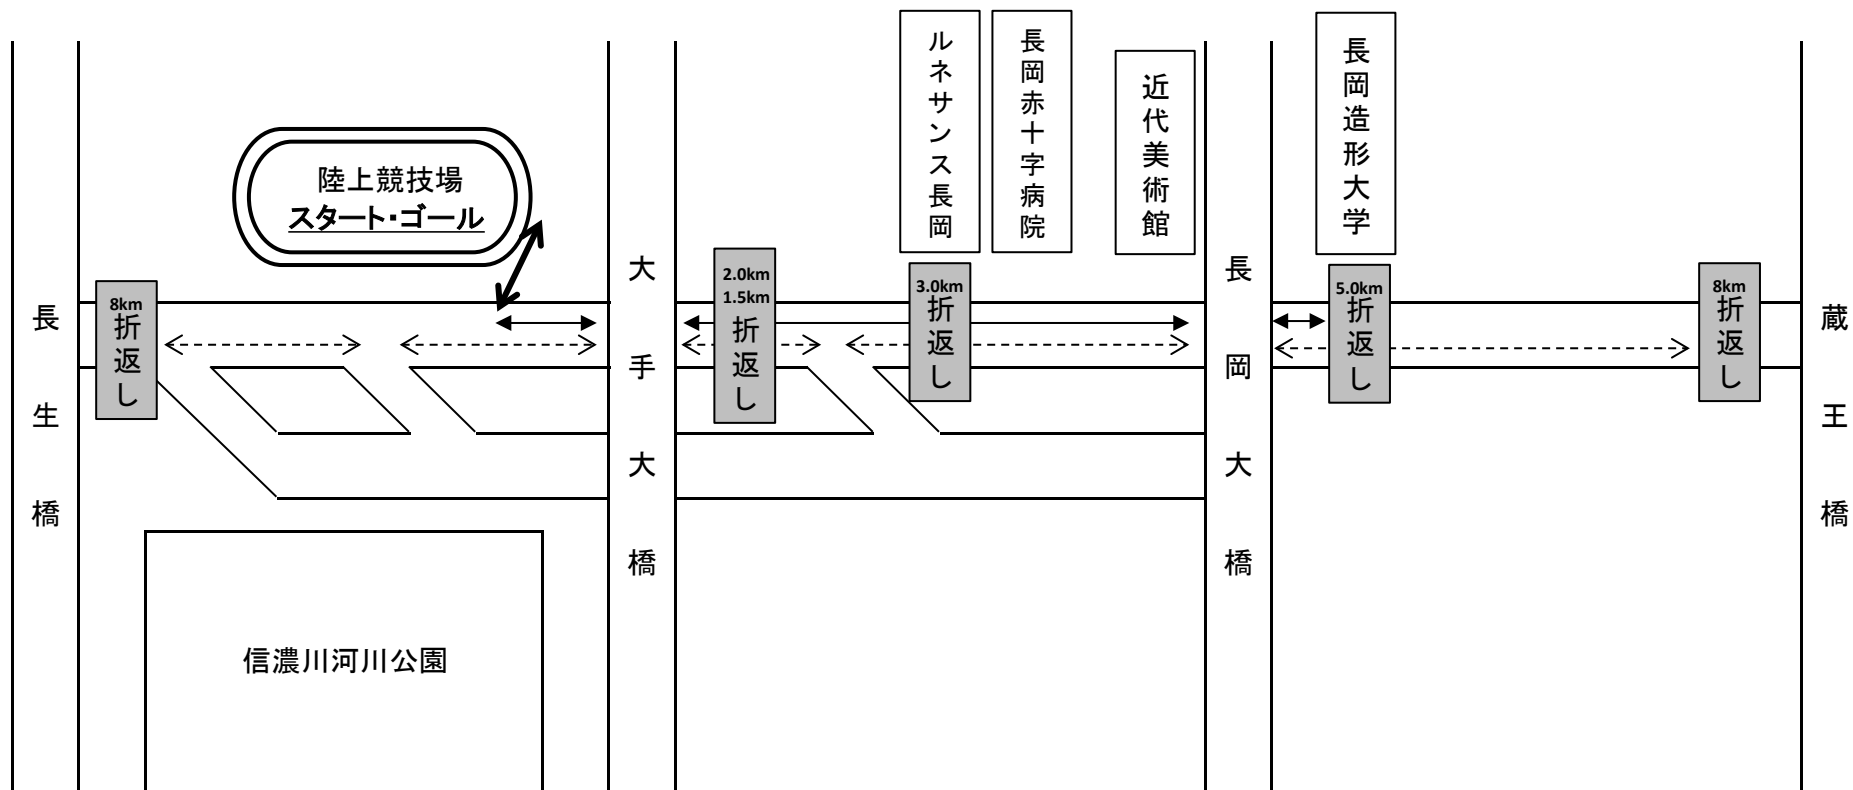 ルネサンス長岡
長岡赤十字病院
近代美術館
長岡造形大学
陸上競技場
スタート・ゴール
長生橋
8km
折返し
大手大橋
2.0km
1.5km
折返し
3.0km
折返し
長岡大橋
5.0km
折返し
8km
折返し
蔵王橋
信濃川河川公園